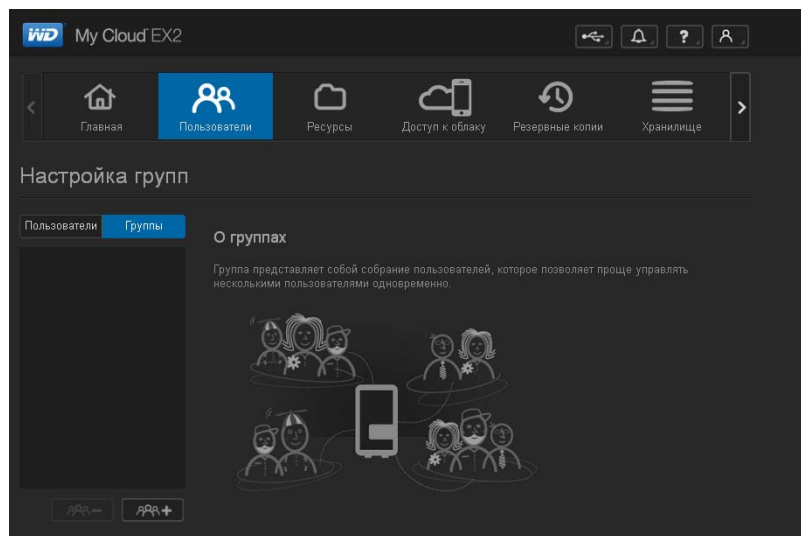 WD My Cloud EX2
?
Главная
Пользователи
Ресурсы
Доступ к облаку
Резервные копии
Хранилище
Настройка групп
Пользователи
Группы
О группах
Группа представляет собой собрание пользователей, которое позволяет проще управлять
несколькими пользователями одновременно.